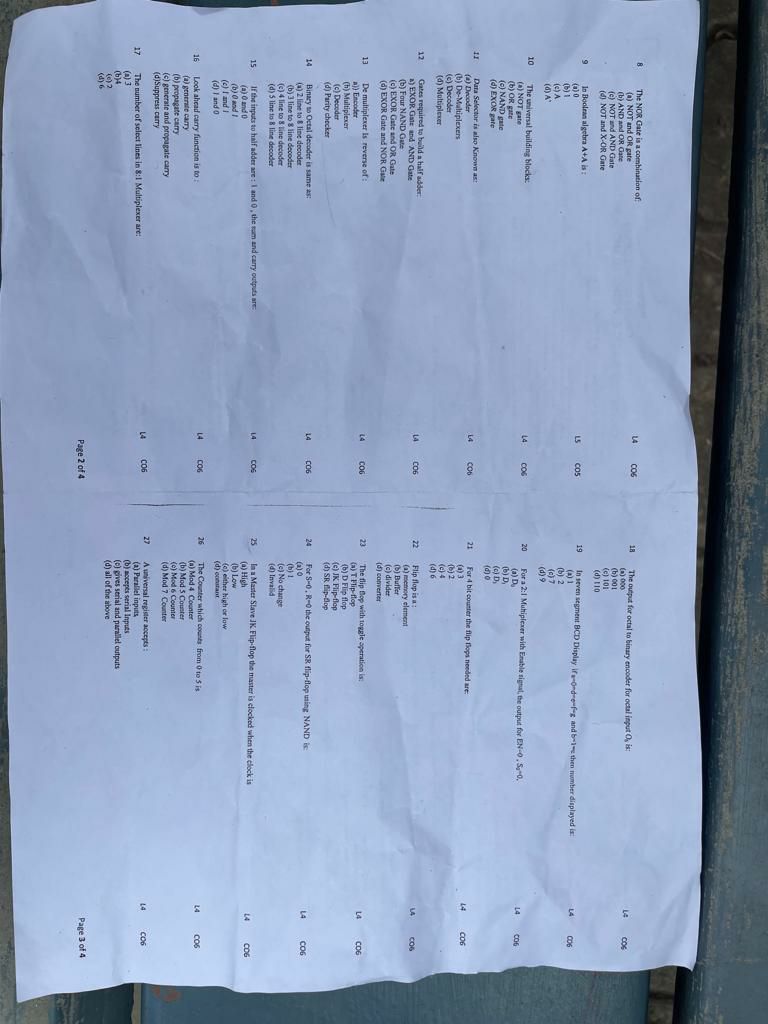 8 The NOR Gate is a combination of: L4 CO6
(a) NOT and OR gate
(b) AND and OR Gate
(c) NOT and AND Gate
(d) NOT and X-OR Gate
9 In Boolean algebra A+A is : L5 CO5
(a) 0
(b) 1
(c) A
(d) A'
10 The universal building blocks: L4 CO6
(a) NOT gate
(b) OR gate
(c) NAND gate
(d) EXOR gate
11 Data Selector is also Known as: L4 CO6
(a) Decoder
(b) De-Multiplexers
(c) Decoders
(d) Multiplexer
12 Gates required to build a half adder: L4 CO6
a) EXOR Gate and AND Gate
(b) Four NAND Gate
(c) EXOR Gate and OR Gate
(d) EXOR Gate and NOR Gate
13 De multiplexer Is reverse of : L4 CO6
a)) Encoder
(b) Multiplexer
(c) Decoder
(d) Parity checker
14 Binary to Octal decoder is same as: L4 CO6
(a) 2 line to 8 line decoder
(b) 3 line to 8 line decoder
(c) 4 line to 8 line decoder
(d) 5 line to 8 line decoder
15 If the inputs to half adder are : 1 and 0 , the sum and carry outputs are: L4 CO6
(a) 0 and 0
(b) 0 and 1
(c) 1 and 1
(d) 1 and 0
16 Look ahead carry function is to : L4 CO6
(a) generate carry
(b) propagate carry
(c) generate and propagate carry
(d)Suppress carry
17 The number of select lines in 8:1 Multiplexer are: L4 CO6
(a) 3
(b)4
(c) 2
(d) 6
Page 2 of 4
18 The output for octal to binary encoder for octal input O₆ is: L4 CO6
(a) 000
(b) 001
(c) 101
(d) 110
19 In seven segment BCD Display if a=0=d=e=f=g and b=1=c then number displayed is: L4 CO6
(a) 1
(b) 2
(c) 7
(d) 9
20 For a 2:1 Multiplexer with Enable signal, the output for EN=0 , S₀=0, L4 CO6
(a) D₀
(b) D₁
(c) D₂
(d) 0
21 For 4 bit counter the flip flops needed are: L4 CO6
(a) 3
(b) 2
(c) 4
(d) 6
22 Flip flop is a : L4 CO6
(a) memory element
(b) Buffer
(c) divider
(d) converter
23 The flip flop with toggle operation is: L4 CO6
(a) T Flip-flop
(b) D Flip flop
(c) JK Flip-flop
(d) SR flip-flop
24 For S=0 , R=0 the output for SR flip-flop using NAND is: L4 CO6
(a) 0
(b) 1
(c) No change
(d) Invalid
25 In a Master Slave JK Flip-flop the master is clocked when the clock is L4 CO6
(a) High
(b) Low
(c) either high or low
(d) constant
26 The Counter which counts from 0 to 5 is L4 CO6
(a) Mod 4 Counter
(b) Mod 5 Counter
(c) Mod 6 Counter
(d) Mod 7 Counter
27 A universal register accepts : L4 CO6
(a) Parallel inputs
(b) accepts serial Inputs
(c) gives serial and parallel outputs
(d) all of the above
Page 3 of 4